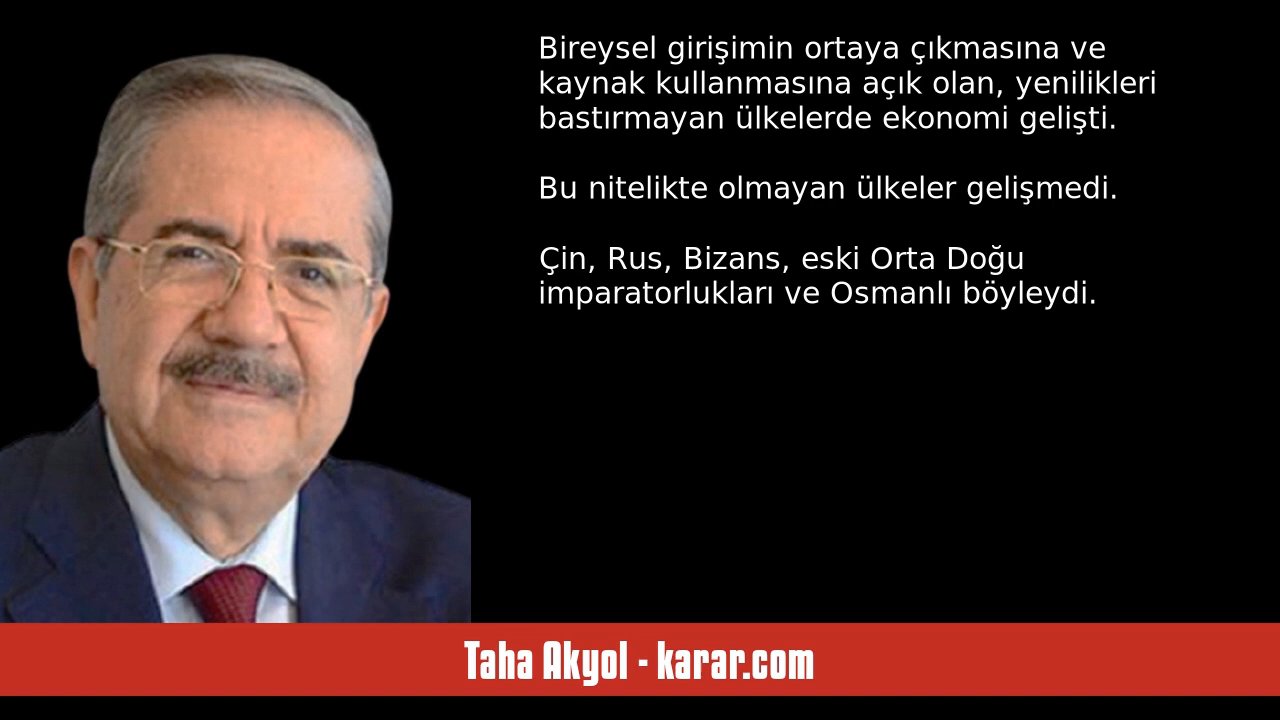 Bireysel girişimin ortaya çıkmasına ve
kaynak kullanmasına açık olan, yenilikleri
bastırmayan ülkelerde ekonomi gelişti.
Bu nitelikte olmayan ülkeler gelişmedi.
Çin, Rus, Bizans, eski Orta Doğu
imparatorlukları ve Osmanlı böyleydi.
Taha Akyol - karar.com